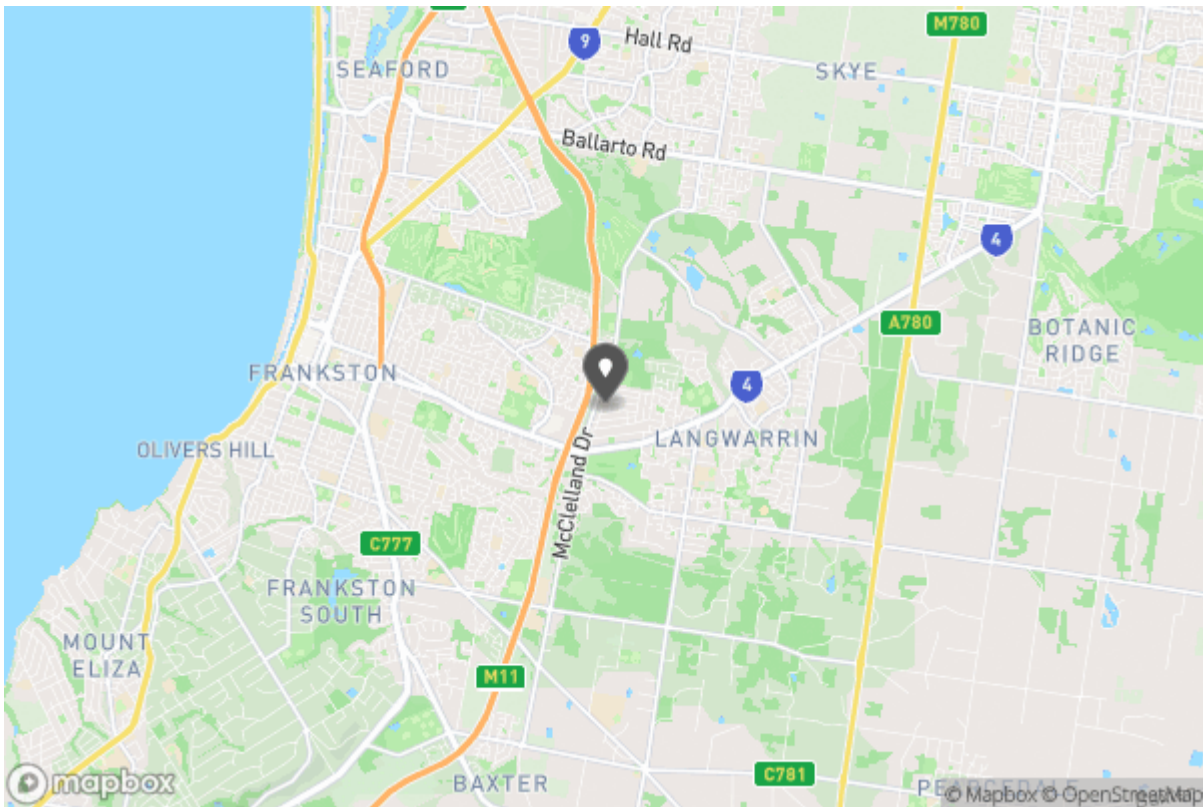 M780
9
Hall Rd
SEAFORD
SKYE
Ballarto Rd
4
A780
BOTANIC
RIDGE
FRANKSTON
4
OLIVERS HILL
LANGWARRIN
McClelland Dr
C777
FRANKSTON
SOUTH
MOUNT
ELIZA
M11
BAXTER
C781
PEARCEDALE
mapbox
© Mapbox © OpenStreetMap